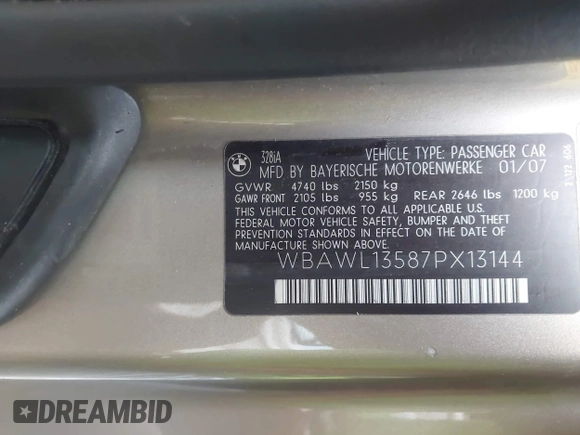 BMW
328iA VEHICLE TYPE: PASSENGER CAR
MFD BY BAYERISCHE MOTORENWERKE 01/07
GVWR 4740 lbs 2150 kg
GAWR FRONT 2105 lbs 955 kg REAR 2646 lbs 1200 kg
THIS VEHICLE CONFORMS TO ALL APPLICABLE U.S.
FEDERAL MOTOR VEHICLE SAFETY, BUMPER AND THEFT
PREVENTION STANDARDS IN EFFECT ON THE DATE OF
MANUFACTURE SHOWN ABOVE.
WBAWL13587PX13144
DREAMBID